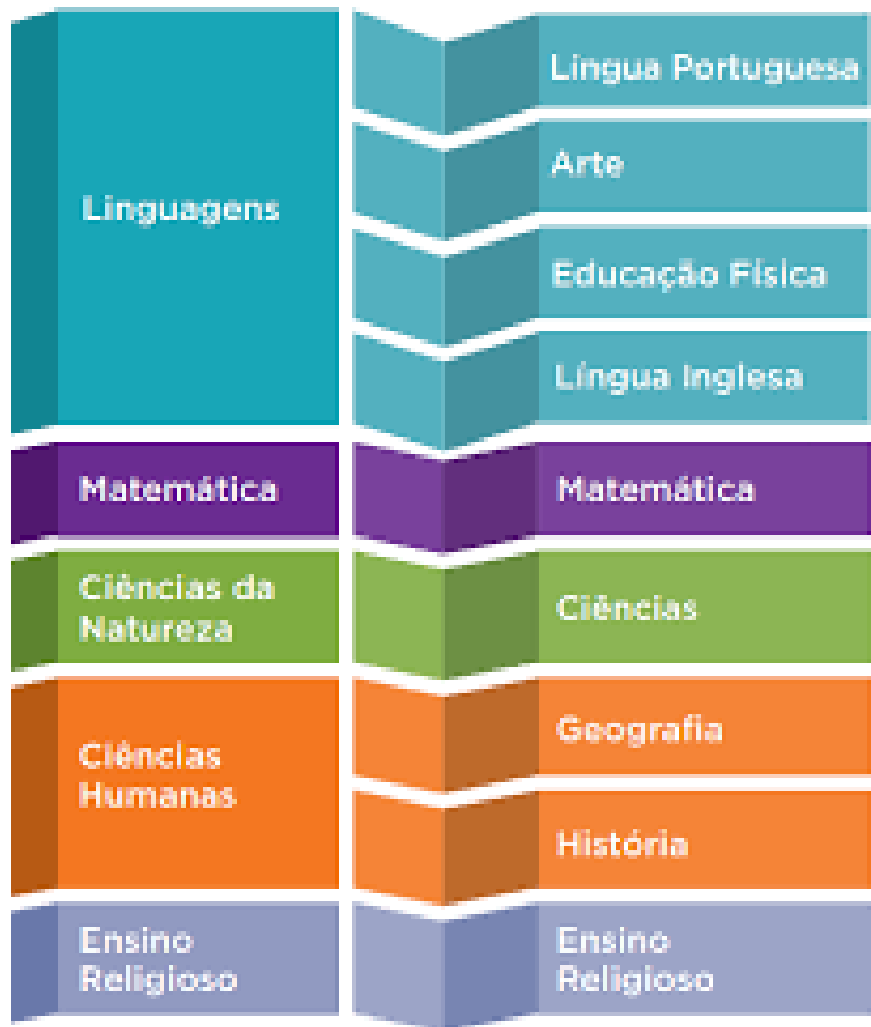 Linguagens
Língua Portuguesa
Arte
Educação Física
Língua Inglesa
Matemática
Matemática
Ciências da
Natureza
Ciências
Ciências
Humanas
Geografia
História
Ensino
Religioso
Ensino
Religioso